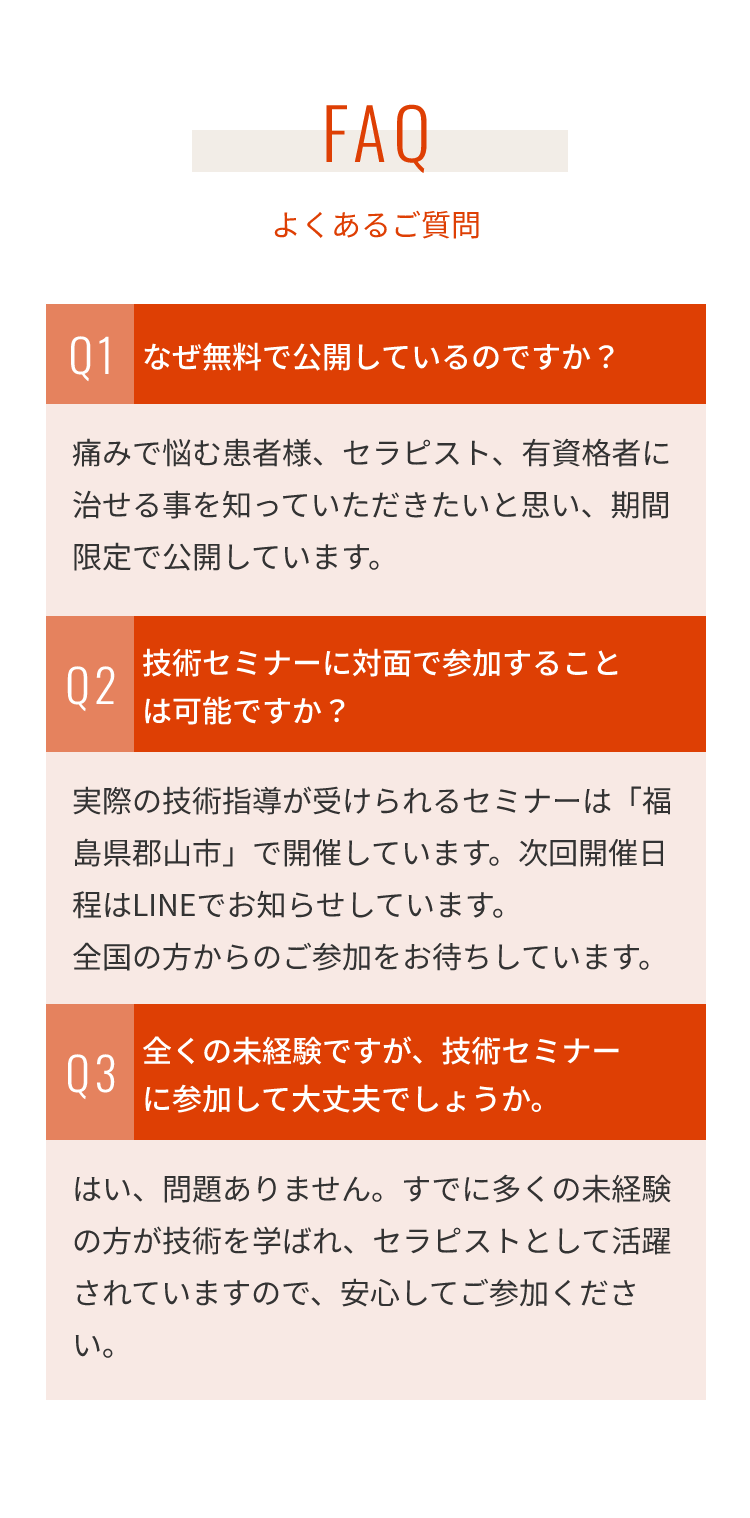 FAQ
よくあるご質問
Q1
なぜ無料で公開しているのですか？
痛みで悩む患者様、セラピスト、有資格者に
治せる事を知っていただきたいと思い、期間
限定で公開しています。
Q2
技術セミナーに対面で参加すること
は可能ですか？
実際の技術指導が受けられるセミナーは「福
島県郡山市」で開催しています。次回開催日
程はLINEでお知らせしています。
全国の方からのご参加をお待ちしています。
Q3
全くの未経験ですが、技術セミナー
に参加して大丈夫でしょうか。
はい、問題ありません。すでに多くの未経験
の方が技術を学ばれ、セラピストとして活躍
されていますので、安心してご参加くださ
い。